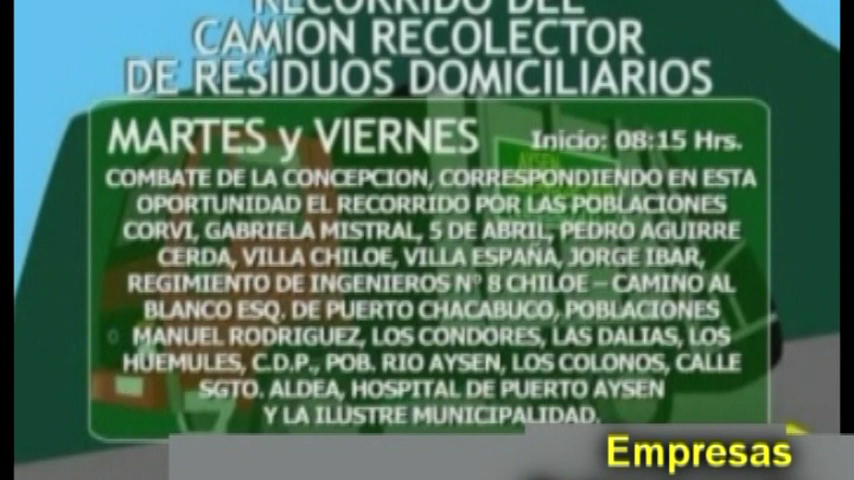 RECORRIDO DEL
CAMION RECOLECTOR
DE RESIDUOS DOMICILIARIOS
MARTES y VIERNES Inicio: 08:15 Hrs.
COMBATE DE LA CONCEPCION, CORRESPONDIENDO EN ESTA
OPORTUNIDAD EL RECORRIDO POR LAS POBLACIONES
CORVI, GABRIELA MISTRAL, 5 DE ABRIL, PEDRO AGUIRRE
CERDA, VILLA CHILOE, VILLA ESPAÑA, JORGE IBAR,
REGIMIENTO DE INGENIEROS Nº 8 CHILOE – CAMINO AL
BLANCO ESQ. DE PUERTO CHACABUCO, POBLACIONES
MANUEL RODRIGUEZ, LOS CONDORES, LAS DALIAS, LOS
HUEMULES, C.D.P., POB. RIO AYSEN, LOS COLONOS, CALLE
SGTO. ALDEA, HOSPITAL DE PUERTO AYSEN
Y LA ILUSTRE MUNICIPALIDAD.
Empresas